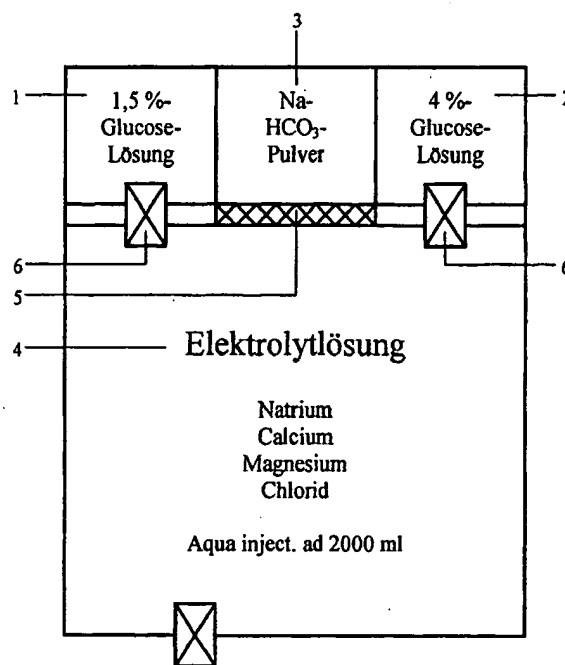 3
1
1,5 %-
Glucose-
Lösung
Na-
HCO₃-
Pulver
4 %-
Glucose-
Lösung
2
6
5
6
4
Elektrolytlösung
Natrium
Calcium
Magnesium
Chlorid
Aqua inject. ad 2000 ml